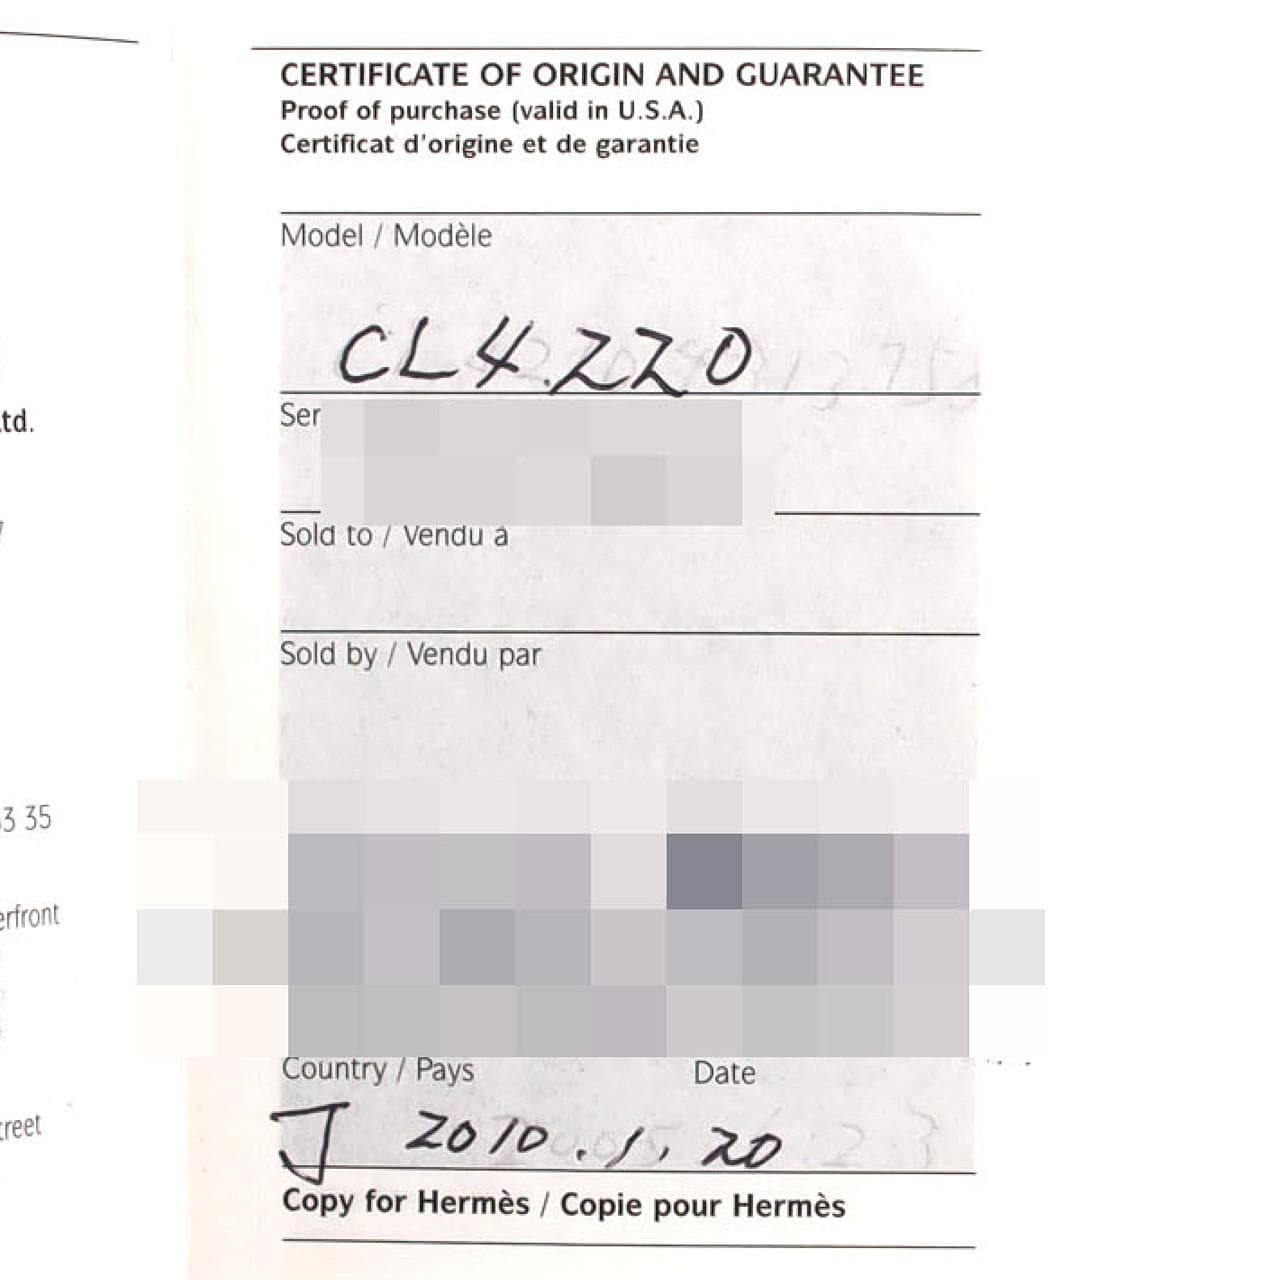 CERTIFICATE OF ORIGIN AND GUARANTEE
Proof of purchase (valid in U.S.A.)
Certificat d'origine et de garantie
Model / Modèle
CL4.220
Sold to / Vendu à
Sold by / Vendu par
Country / Pays Date
J 2010.1.20
Copy for Hermès / Copie pour Hermès
td.
3 35
erfront
reet